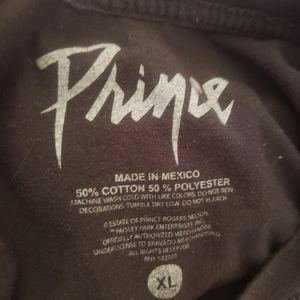 Prince
MADE IN MEXICO
50% COTTON 50 % POLYESTER
MACHINE WASH COLD WITH LIKE COLORS. DO NOT IRON
DECORATIONS. TUMBLE DRY LOW. DO NOT BLEACH
© ESTATE OF PRINCE ROGERS NELSON.
™ PAISLEY PARK ENTERPRISES INC.
OFFICIALLY AUTHORIZED MERCHANDISE
UNDER LICENSE TO BRAVADO MERCHANDISING.
ALL RIGHTS RESERVED
XL